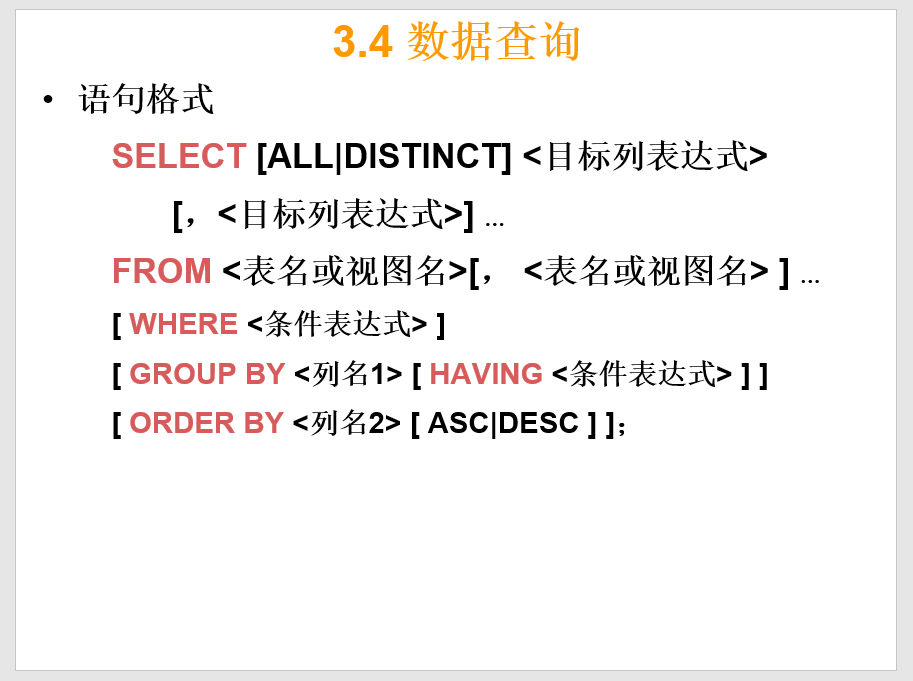 3.4 数据查询
• 语句格式
SELECT [ALL|DISTINCT] <目标列表达式>
[，<目标列表达式>] …
FROM <表名或视图名>[， <表名或视图名> ] …
[ WHERE <条件表达式> ]
[ GROUP BY <列名1> [ HAVING <条件表达式> ] ]
[ ORDER BY <列名2> [ ASC|DESC ] ]；